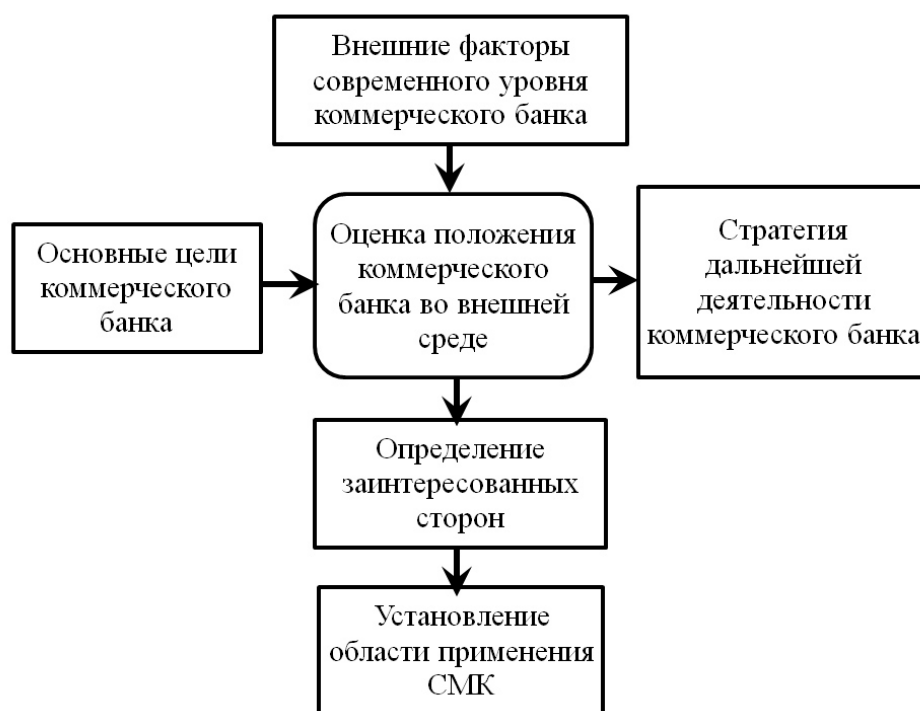 Внешние факторы
современного уровня
коммерческого банка
Основные цели
коммерческого
банка
Оценка положения
коммерческого
банка во внешней
среде
Стратегия
дальнейшей
деятельности
коммерческого банка
Определение
заинтересованных
сторон
Установление
области применения
СМК